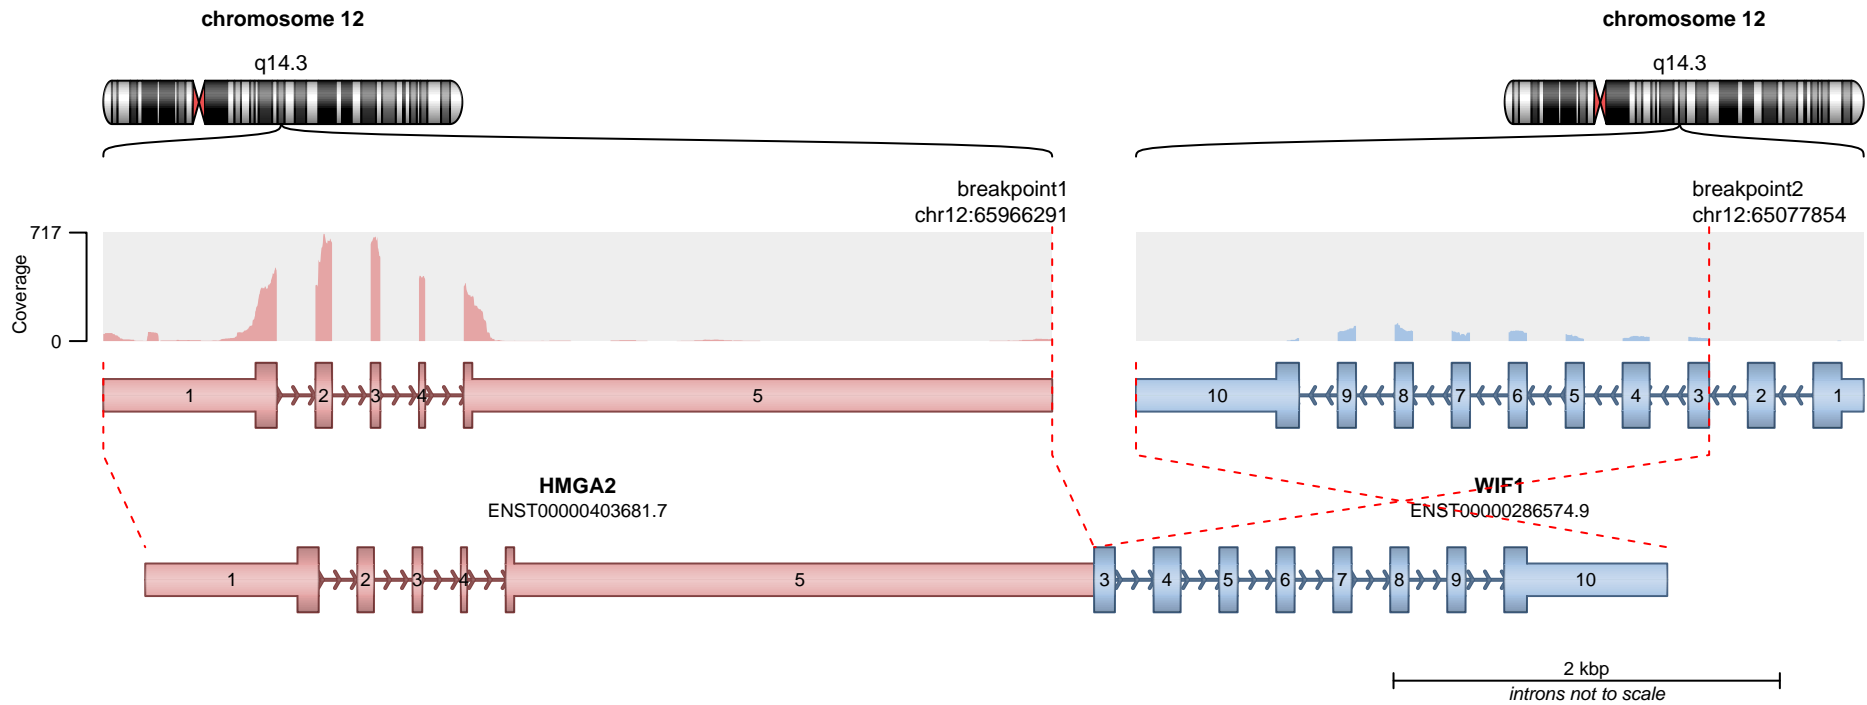 chromosome 12
chromosome 12
q14.3
q14.3
breakpoint1
chr12:65966291
breakpoint2
chr12:65077854
717
0
Coverage
1 2 3 4 5
10 9 8 7 6 5 4 3 2 1
HMGA2
ENST00000403681.7
WIF1
ENST00000286574.9
1 2 3 4 5 3 4 5 6 7 8 9 10
2 kbp
introns not to scale